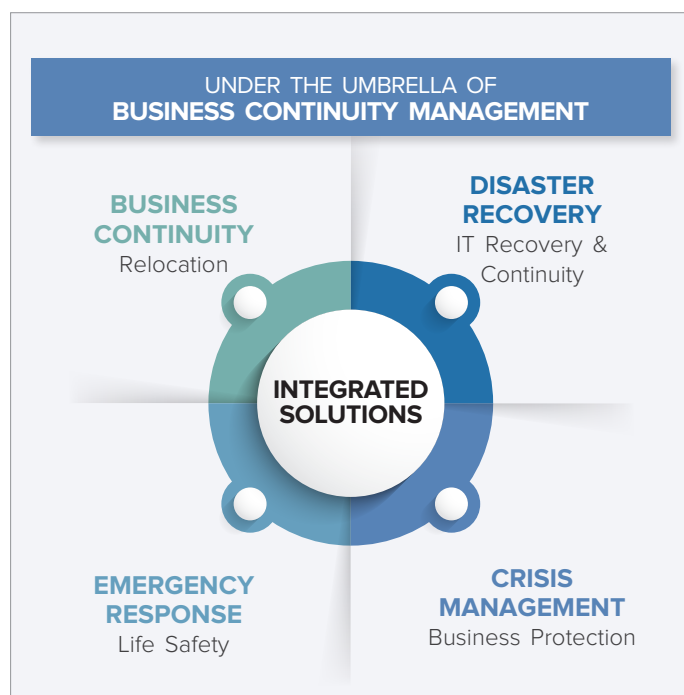 UNDER THE UMBRELLA OF
BUSINESS CONTINUITY MANAGEMENT
BUSINESS
CONTINUITY
Relocation
DISASTER
RECOVERY
IT Recovery &
Continuity
INTEGRATED
SOLUTIONS
EMERGENCY
RESPONSE
Life Safety
CRISIS
MANAGEMENT
Business Protection